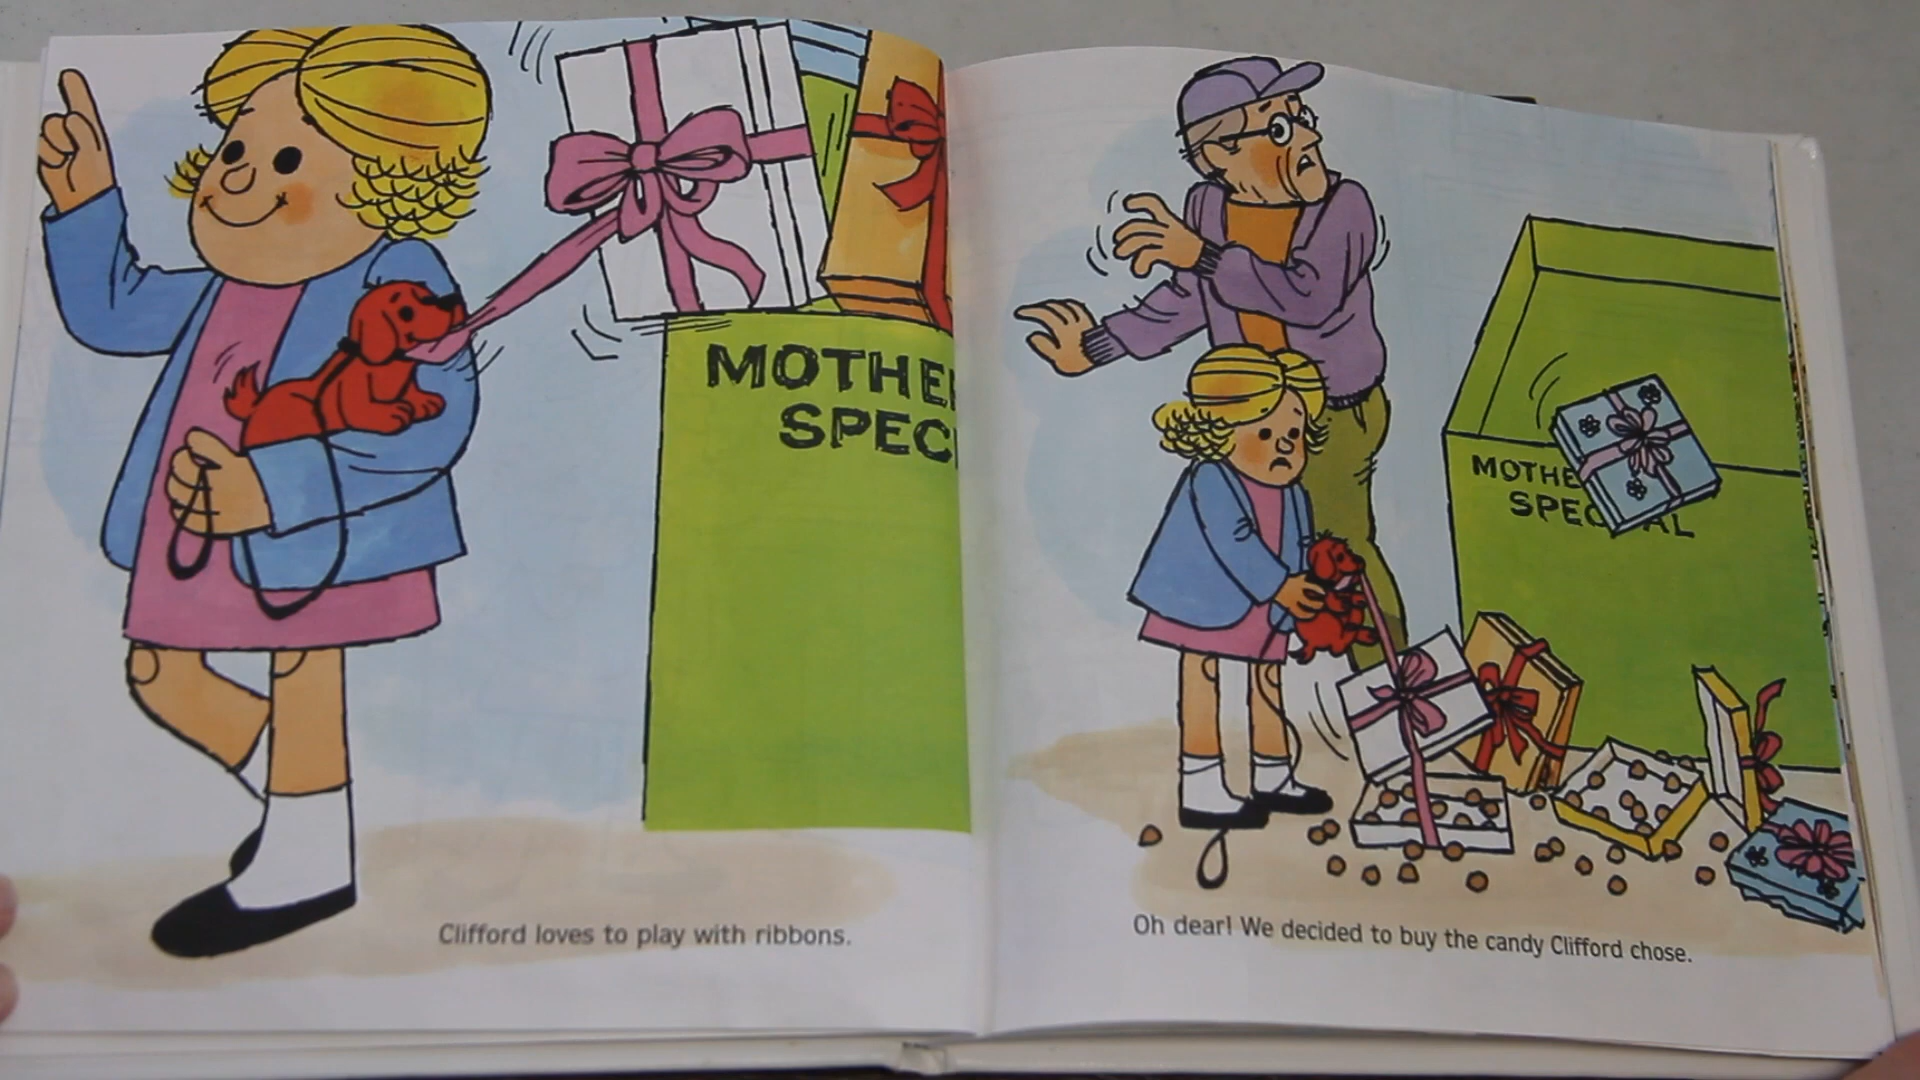 MOTHE
SPEC
Clifford loves to play with ribbons.
MOTHE
SPEC AL
Oh dear! We decided to buy the candy Clifford chose.